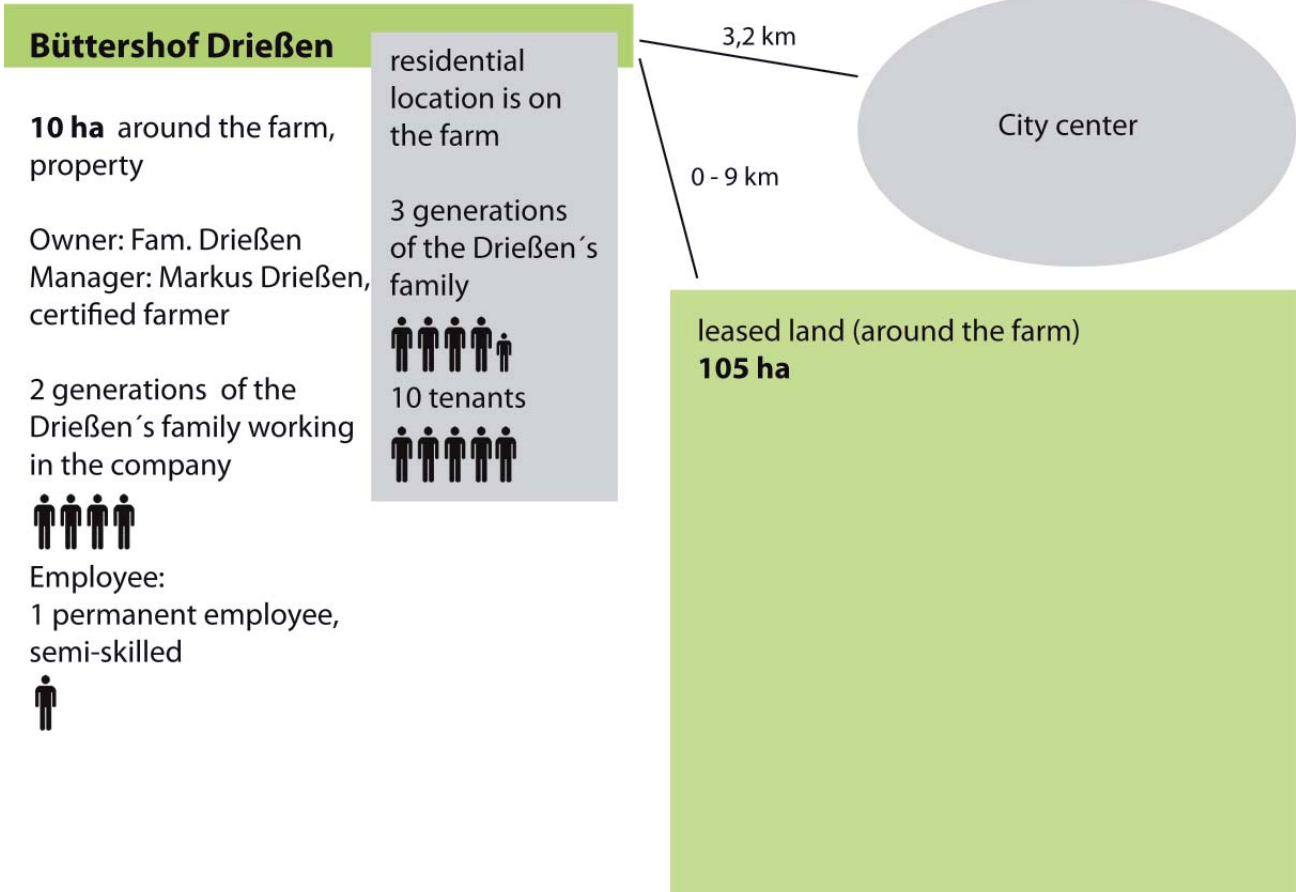 Büttershof Drießen
10 ha around the farm,
property
Owner: Fam. Drießen
Manager: Markus Drießen,
certified farmer
2 generations of the
Drießen´s family working
in the company
Employee:
1 permanent employee,
semi-skilled
residential
location is on
the farm
3 generations
of the Drießen´s
family
10 tenants
3,2 km
City center
0 - 9 km
leased land (around the farm)
105 ha